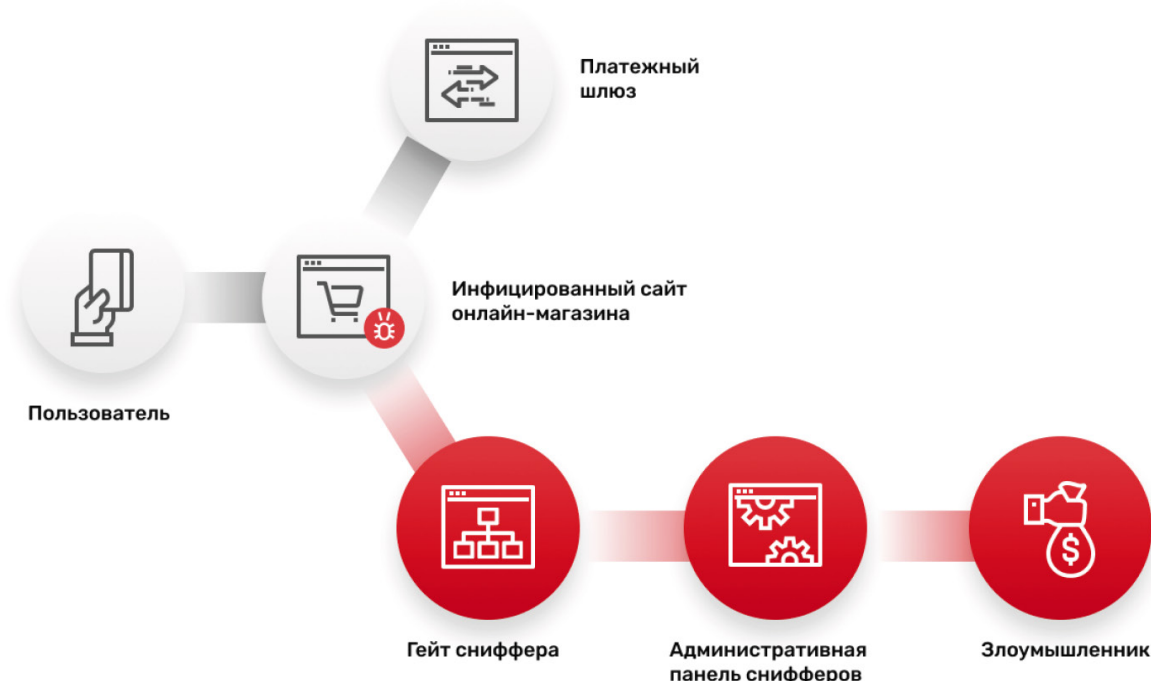 Платежный
шлюз
Инфицированный сайт
онлайн-магазина
Пользователь
$
Гейт сниффера
Административная
панель снифферов
Злоумышленник